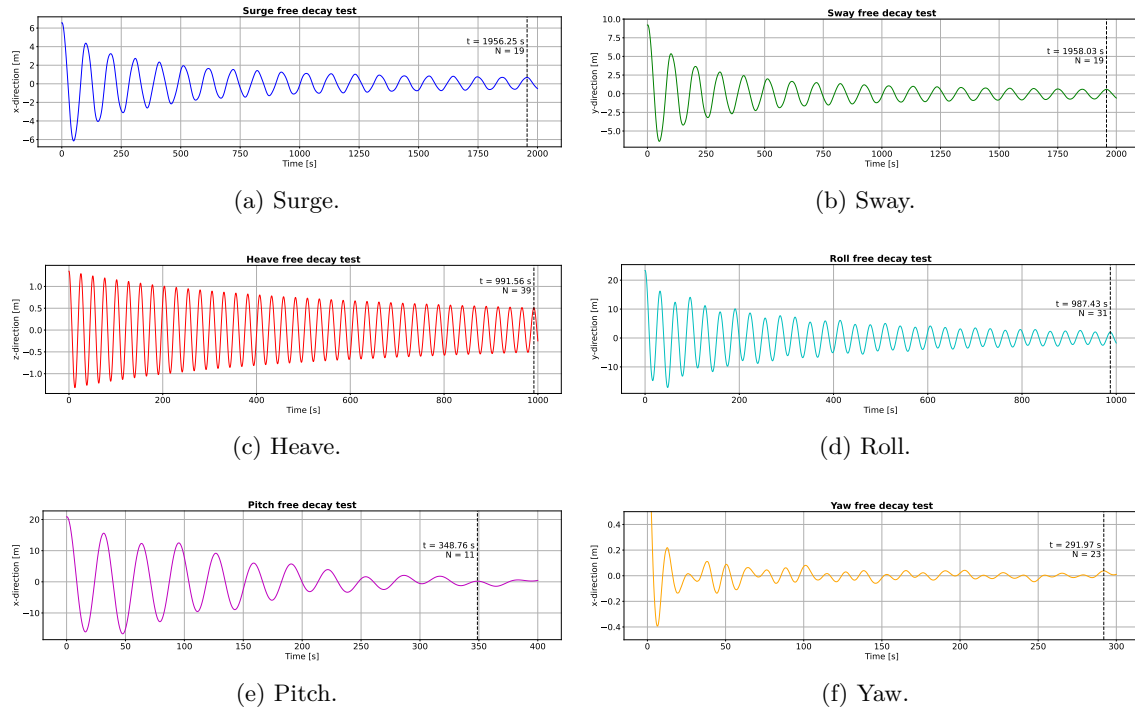 Surge free decay test
x-direction [m]
6
4
2
0
−2
−4
−6
t = 1956.25 s
N = 19
0 250 500 750 1000 1250 1500 1750 2000
Time [s]
(a) Surge.
Sway free decay test
y-direction [m]
10.0
7.5
5.0
2.5
0.0
−2.5
−5.0
t = 1958.03 s
N = 19
0 250 500 750 1000 1250 1500 1750 2000
Time [s]
(b) Sway.
Heave free decay test
z-direction [m]
1.0
0.5
0.0
−0.5
−1.0
t = 991.56 s
N = 39
0 200 400 600 800 1000
Time [s]
(c) Heave.
Roll free decay test
y-direction [m]
20
10
0
−10
t = 987.43 s
N = 31
0 200 400 600 800 1000
Time [s]
(d) Roll.
Pitch free decay test
x-direction [m]
20
10
0
−10
t = 348.76 s
N = 11
0 50 100 150 200 250 300 350 400
Time [s]
(e) Pitch.
Yaw free decay test
x-direction [m]
0.4
0.2
0.0
−0.2
−0.4
t = 291.97 s
N = 23
0 50 100 150 200 250 300
Time [s]
(f) Yaw.